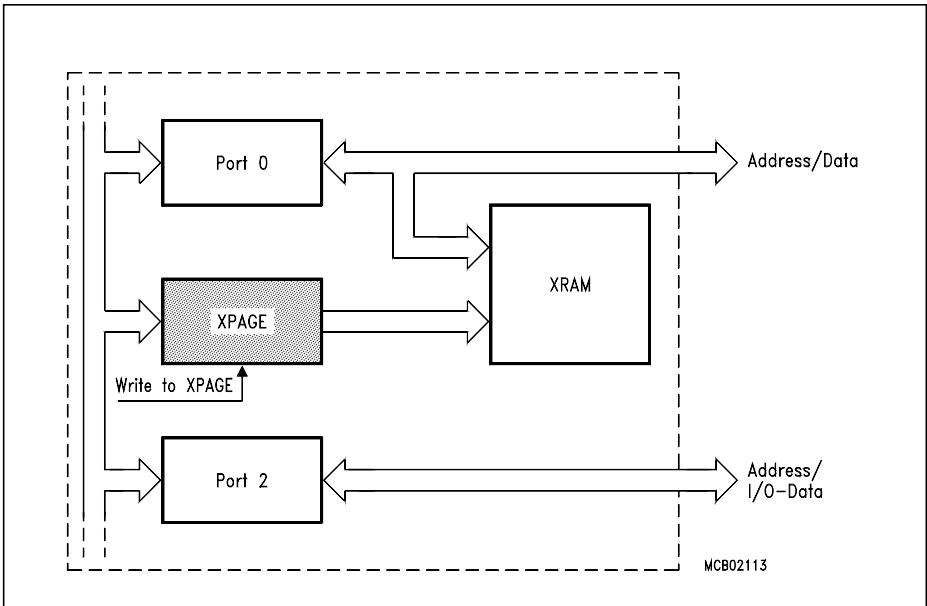 Port 0
Address/Data
XRAM
XPAGE
Write to XPAGE
Port 2
Address/
I/O-Data
MCB02113